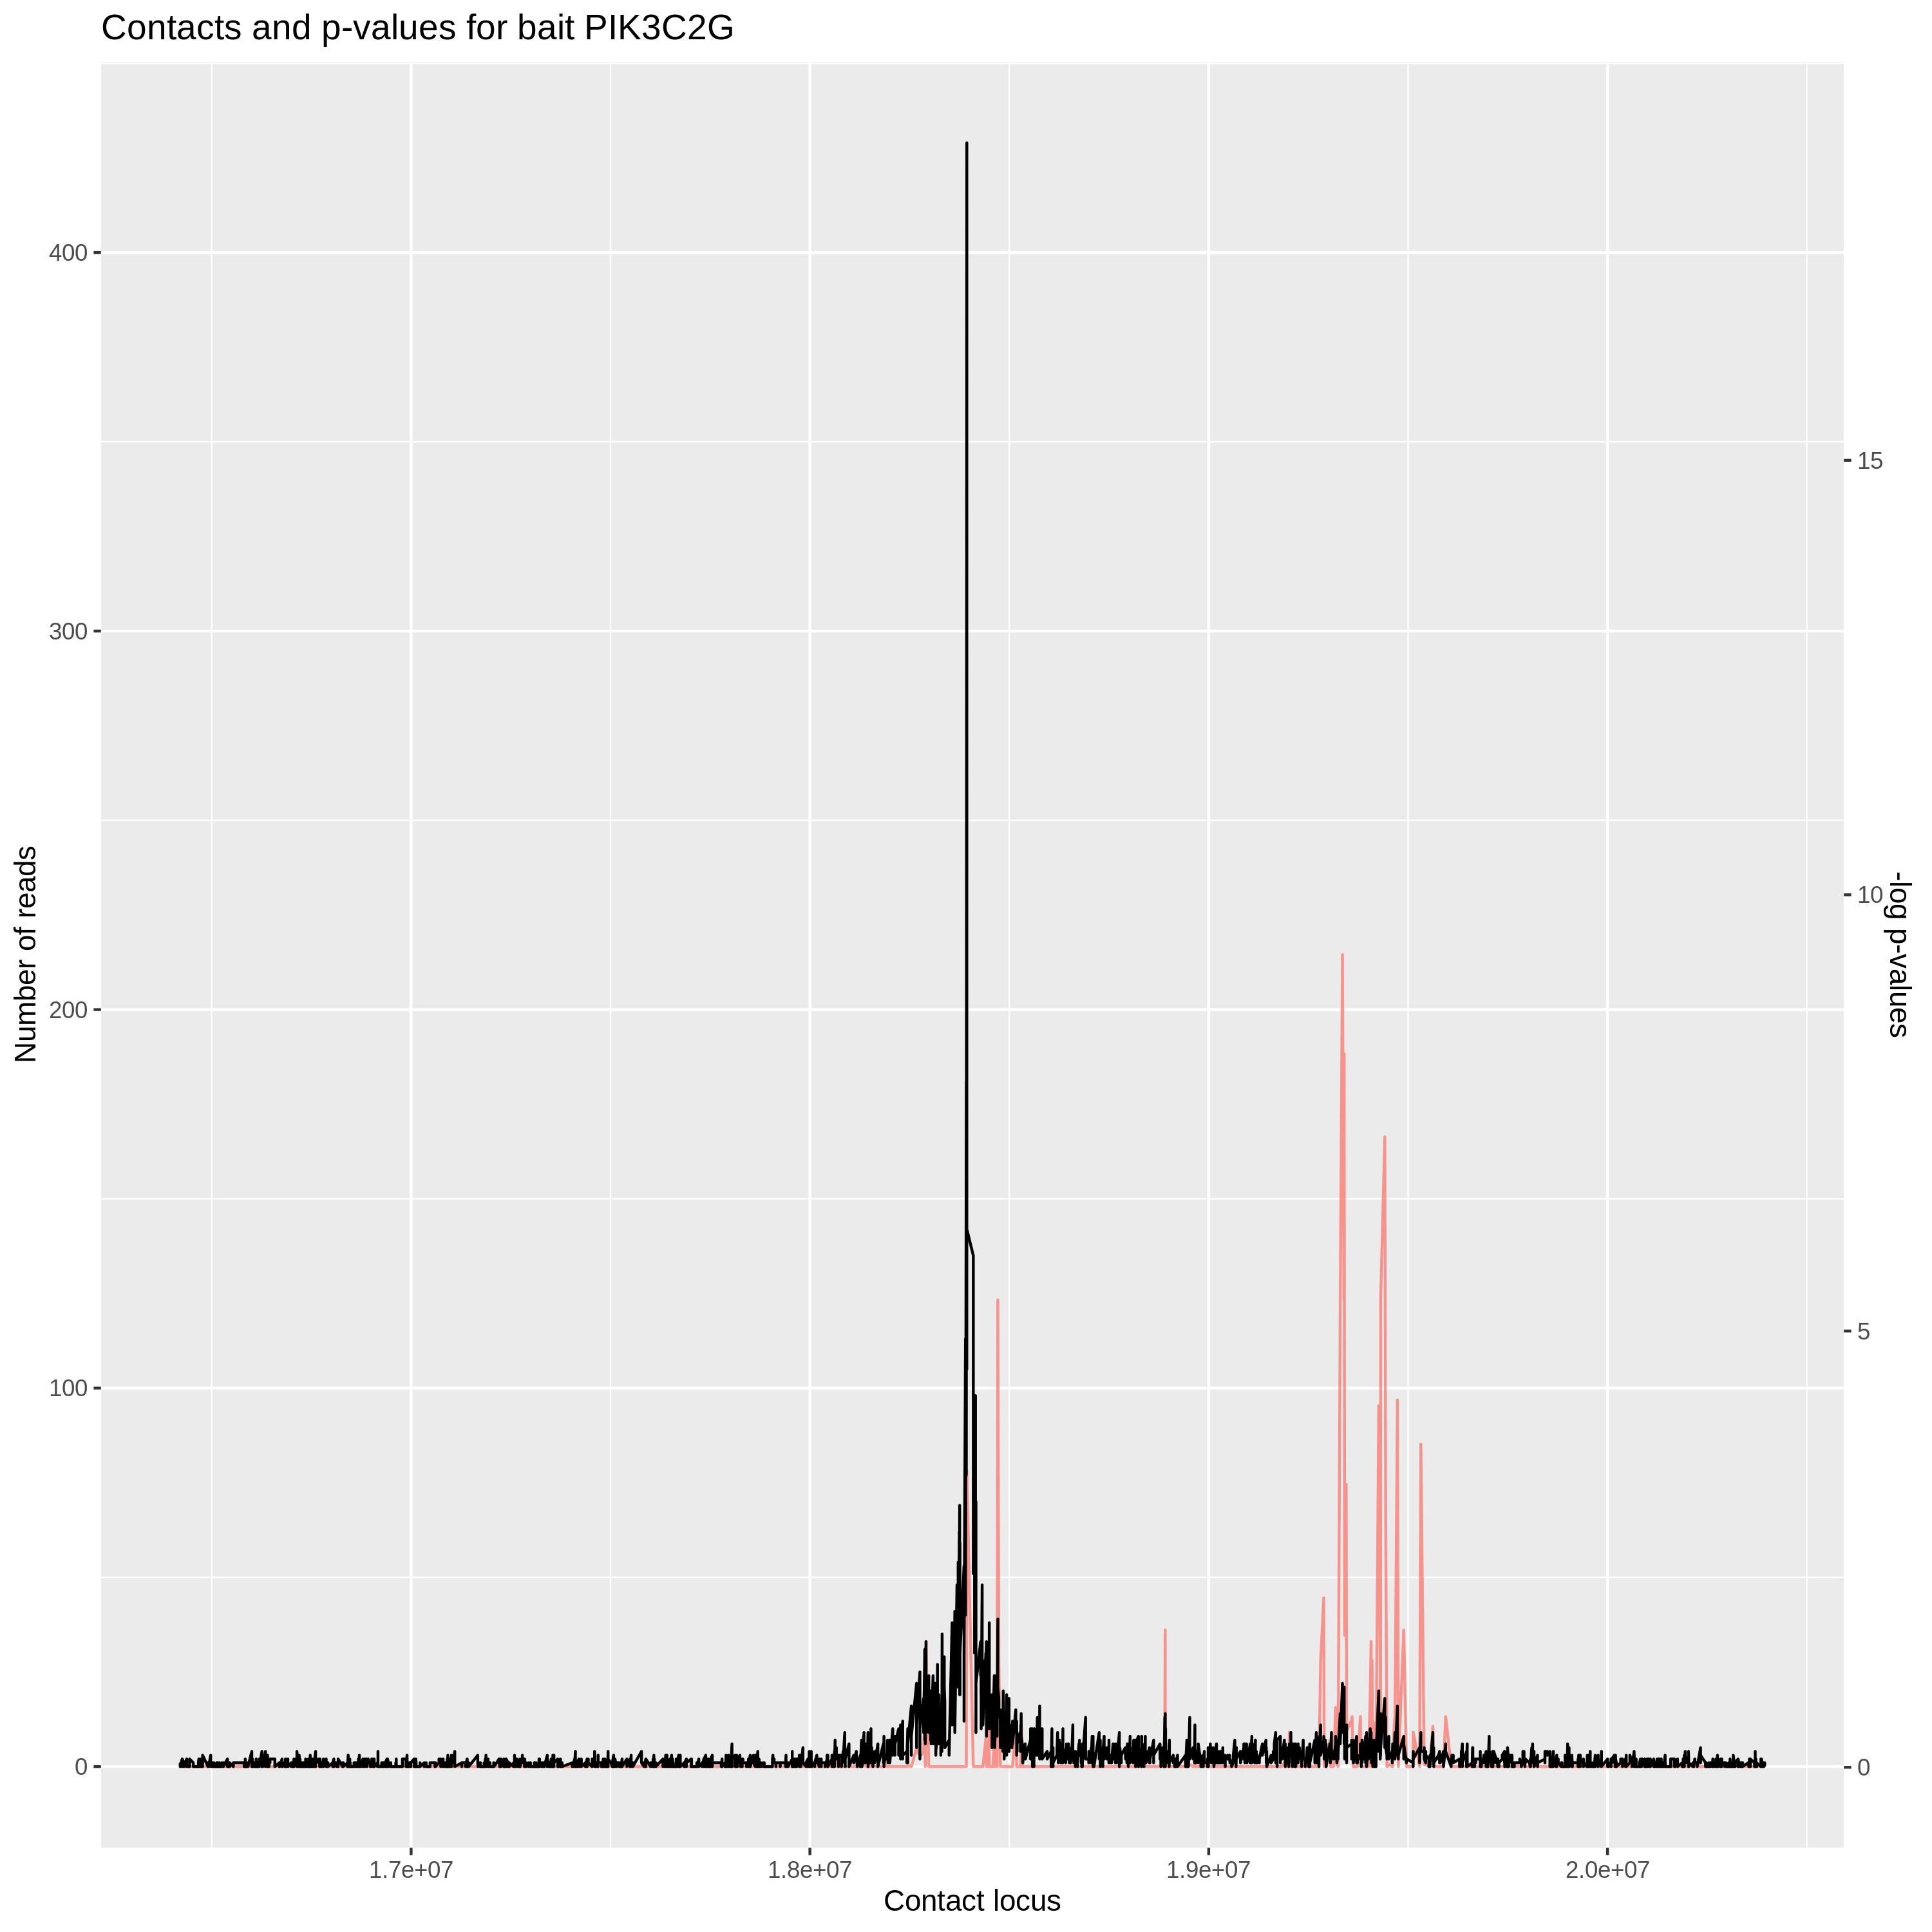 Contacts and p-values for bait PIK3C2G
Number of reads
400
300
200
100
0
15
10
5
0
-log p-values
1.7e+07
1.8e+07
1.9e+07
2.0e+07
Contact locus